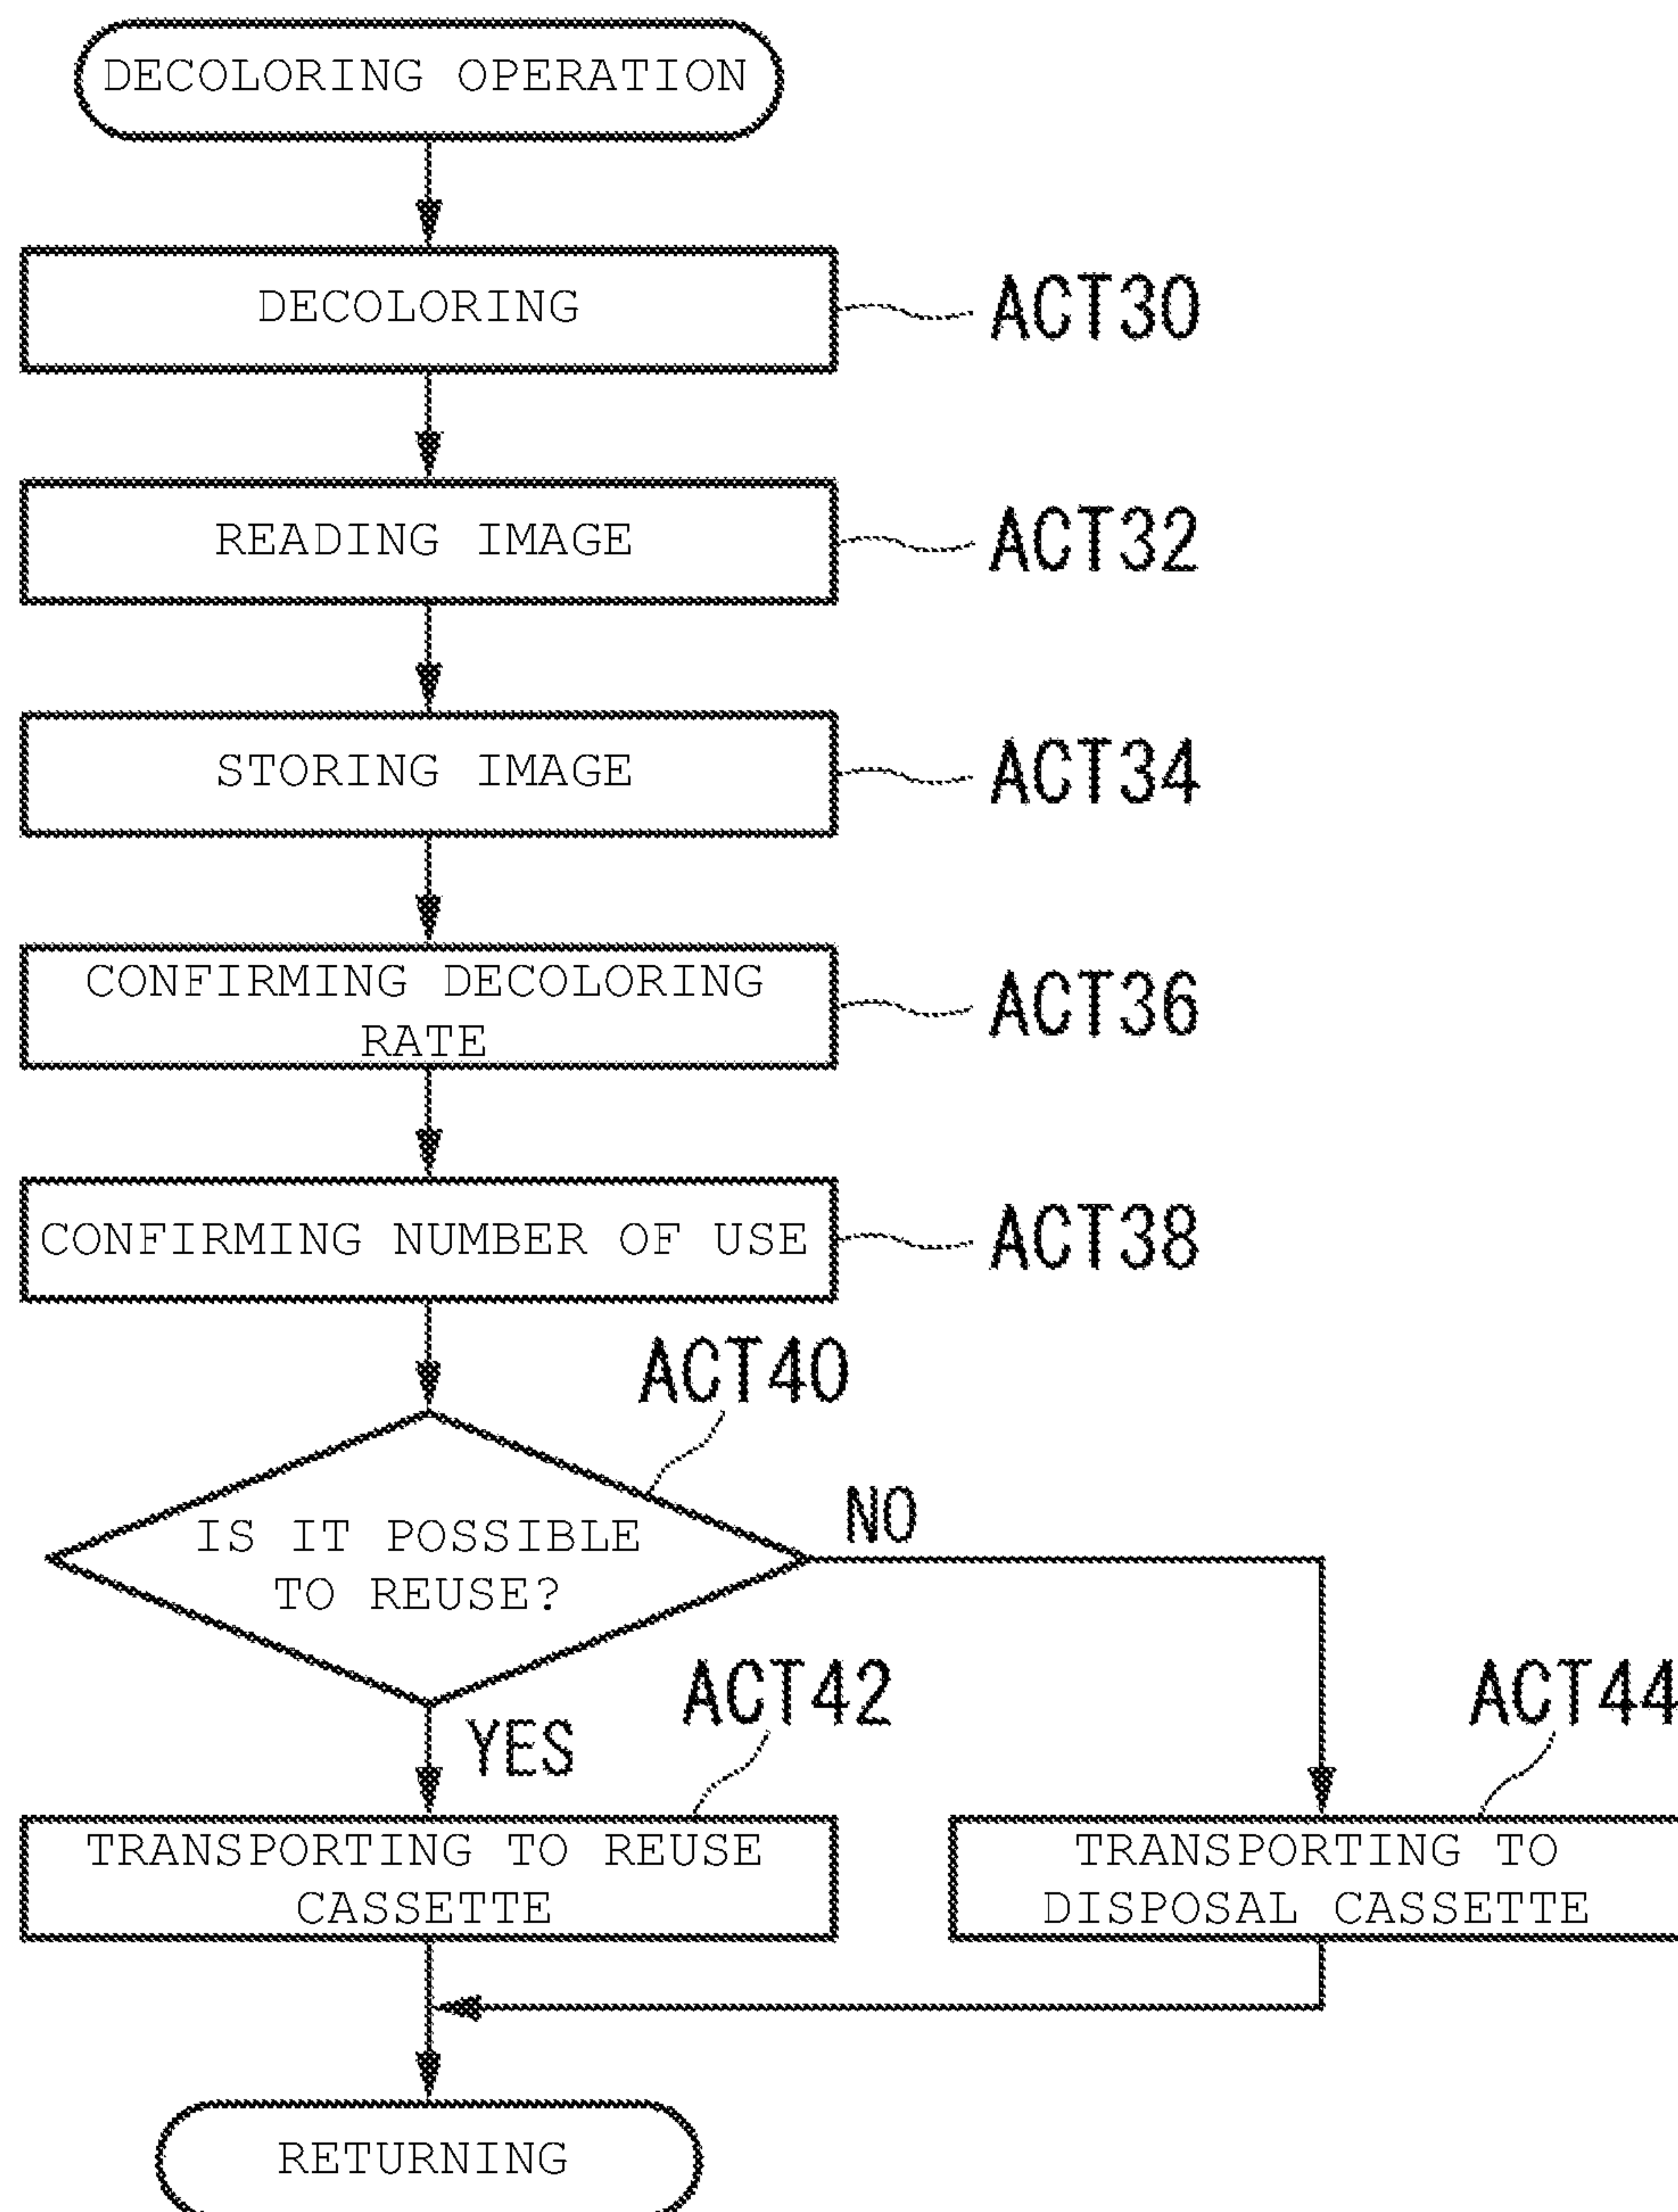 DECOLORING OPERATION
DECOLORING
ACT30
READING IMAGE
ACT32
STORING IMAGE
ACT34
CONFIRMING DECOLORING
RATE
ACT36
CONFIRMING NUMBER OF USE
ACT38
ACT40
IS IT POSSIBLE
TO REUSE?
NO
YES
ACT42
ACT44
TRANSPORTING TO REUSE
CASSETTE
TRANSPORTING TO
DISPOSAL CASSETTE
RETURNING